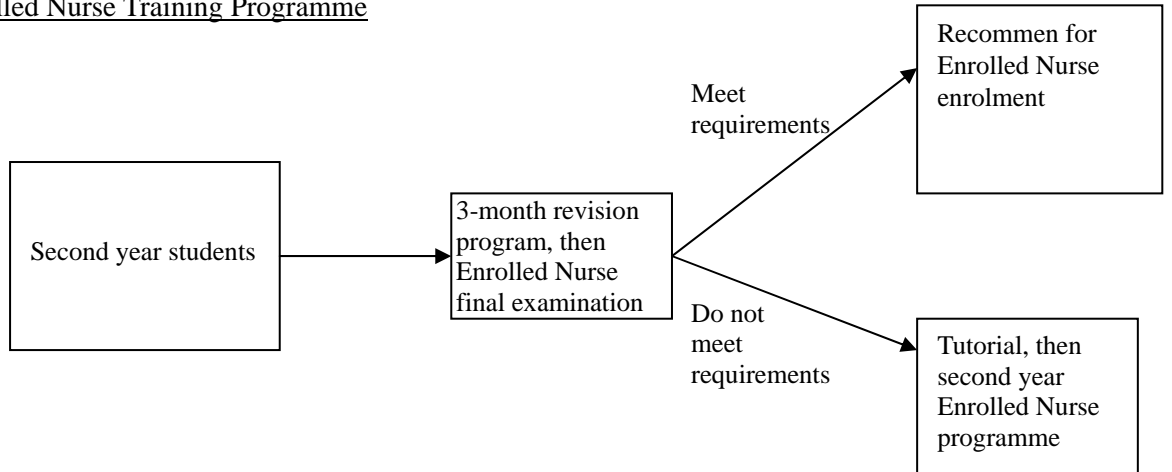 lled Nurse Training Programme
Recommen for
Enrolled Nurse
enrolment
Meet
requirements
Second year students
3-month revision
program, then
Enrolled Nurse
final examination
Do not
meet
requirements
Tutorial, then
second year
Enrolled Nurse
programme